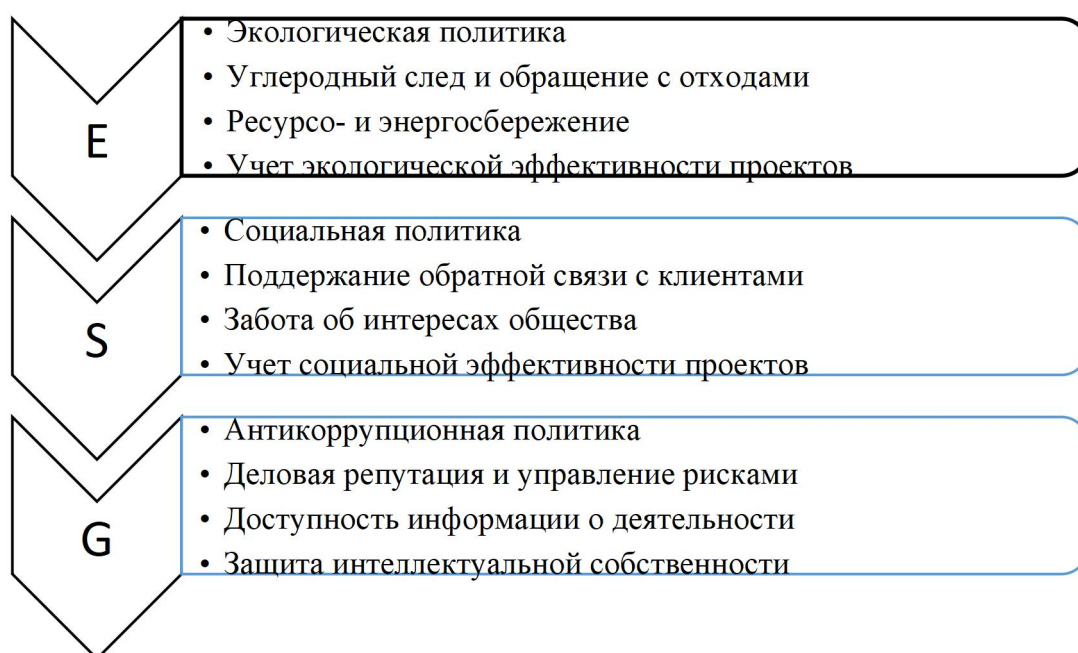 E
• Экологическая политика
• Углеродный след и обращение с отходами
• Ресурсо- и энергосбережение
• Учет экологической эффективности проектов
S
• Социальная политика
• Поддержание обратной связи с клиентами
• Забота об интересах общества
• Учет социальной эффективности проектов
G
• Антикоррупционная политика
• Деловая репутация и управление рисками
• Доступность информации о деятельности
• Защита интеллектуальной собственности